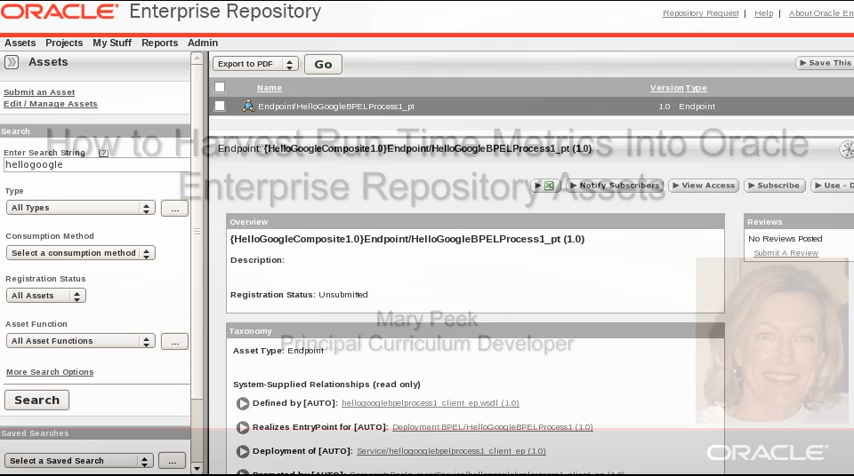 ORACLE Enterprise Repository
Repository Request | Help | About Oracle En
Assets Projects My Stuff Reports Admin
Assets
Export to PDF Go
Save This
Submit an Asset
Edit / Manage Assets
Name Version Type
Endpoint/HelloGoogleBPELProcess1_pt 1.0 Endpoint
Search
How to Harvest Run-Time Metrics Into Oracle
Enterprise Repository Assets
Enter Search String (?)
hellogoogle
Endpoint: {HelloGoogleComposite1.0}Endpoint/HelloGoogleBPELProcess1_pt (1.0)
Notify Subscribers View Access Subscribe Use - D
Type
All Types ...
Consumption Method
Select a consumption method
Registration Status
All Assets
Asset Function
All Asset Functions ...
More Search Options
Search
Saved Searches
Select a Saved Search ...
Overview
{HelloGoogleComposite1.0}Endpoint/HelloGoogleBPELProcess1_pt (1.0)
Description:
Registration Status: Unsubmitted
Reviews
No Reviews Posted
Submit A Review
Mary Peek
Principal Curriculum Developer
Taxonomy
Asset Type: Endpoint
System-Supplied Relationships (read only)
Defined by [AUTO]: hellogooglebpelprocess1_client_ep.wsdl (1.0)
Realizes EntryPoint for [AUTO]: Deployment:BPEL/HelloGoogleBPELProcess1 (1.0)
Deployment of [AUTO]: Service/hellogooglebpelprocess1_client_ep (1.0)
ORACLE